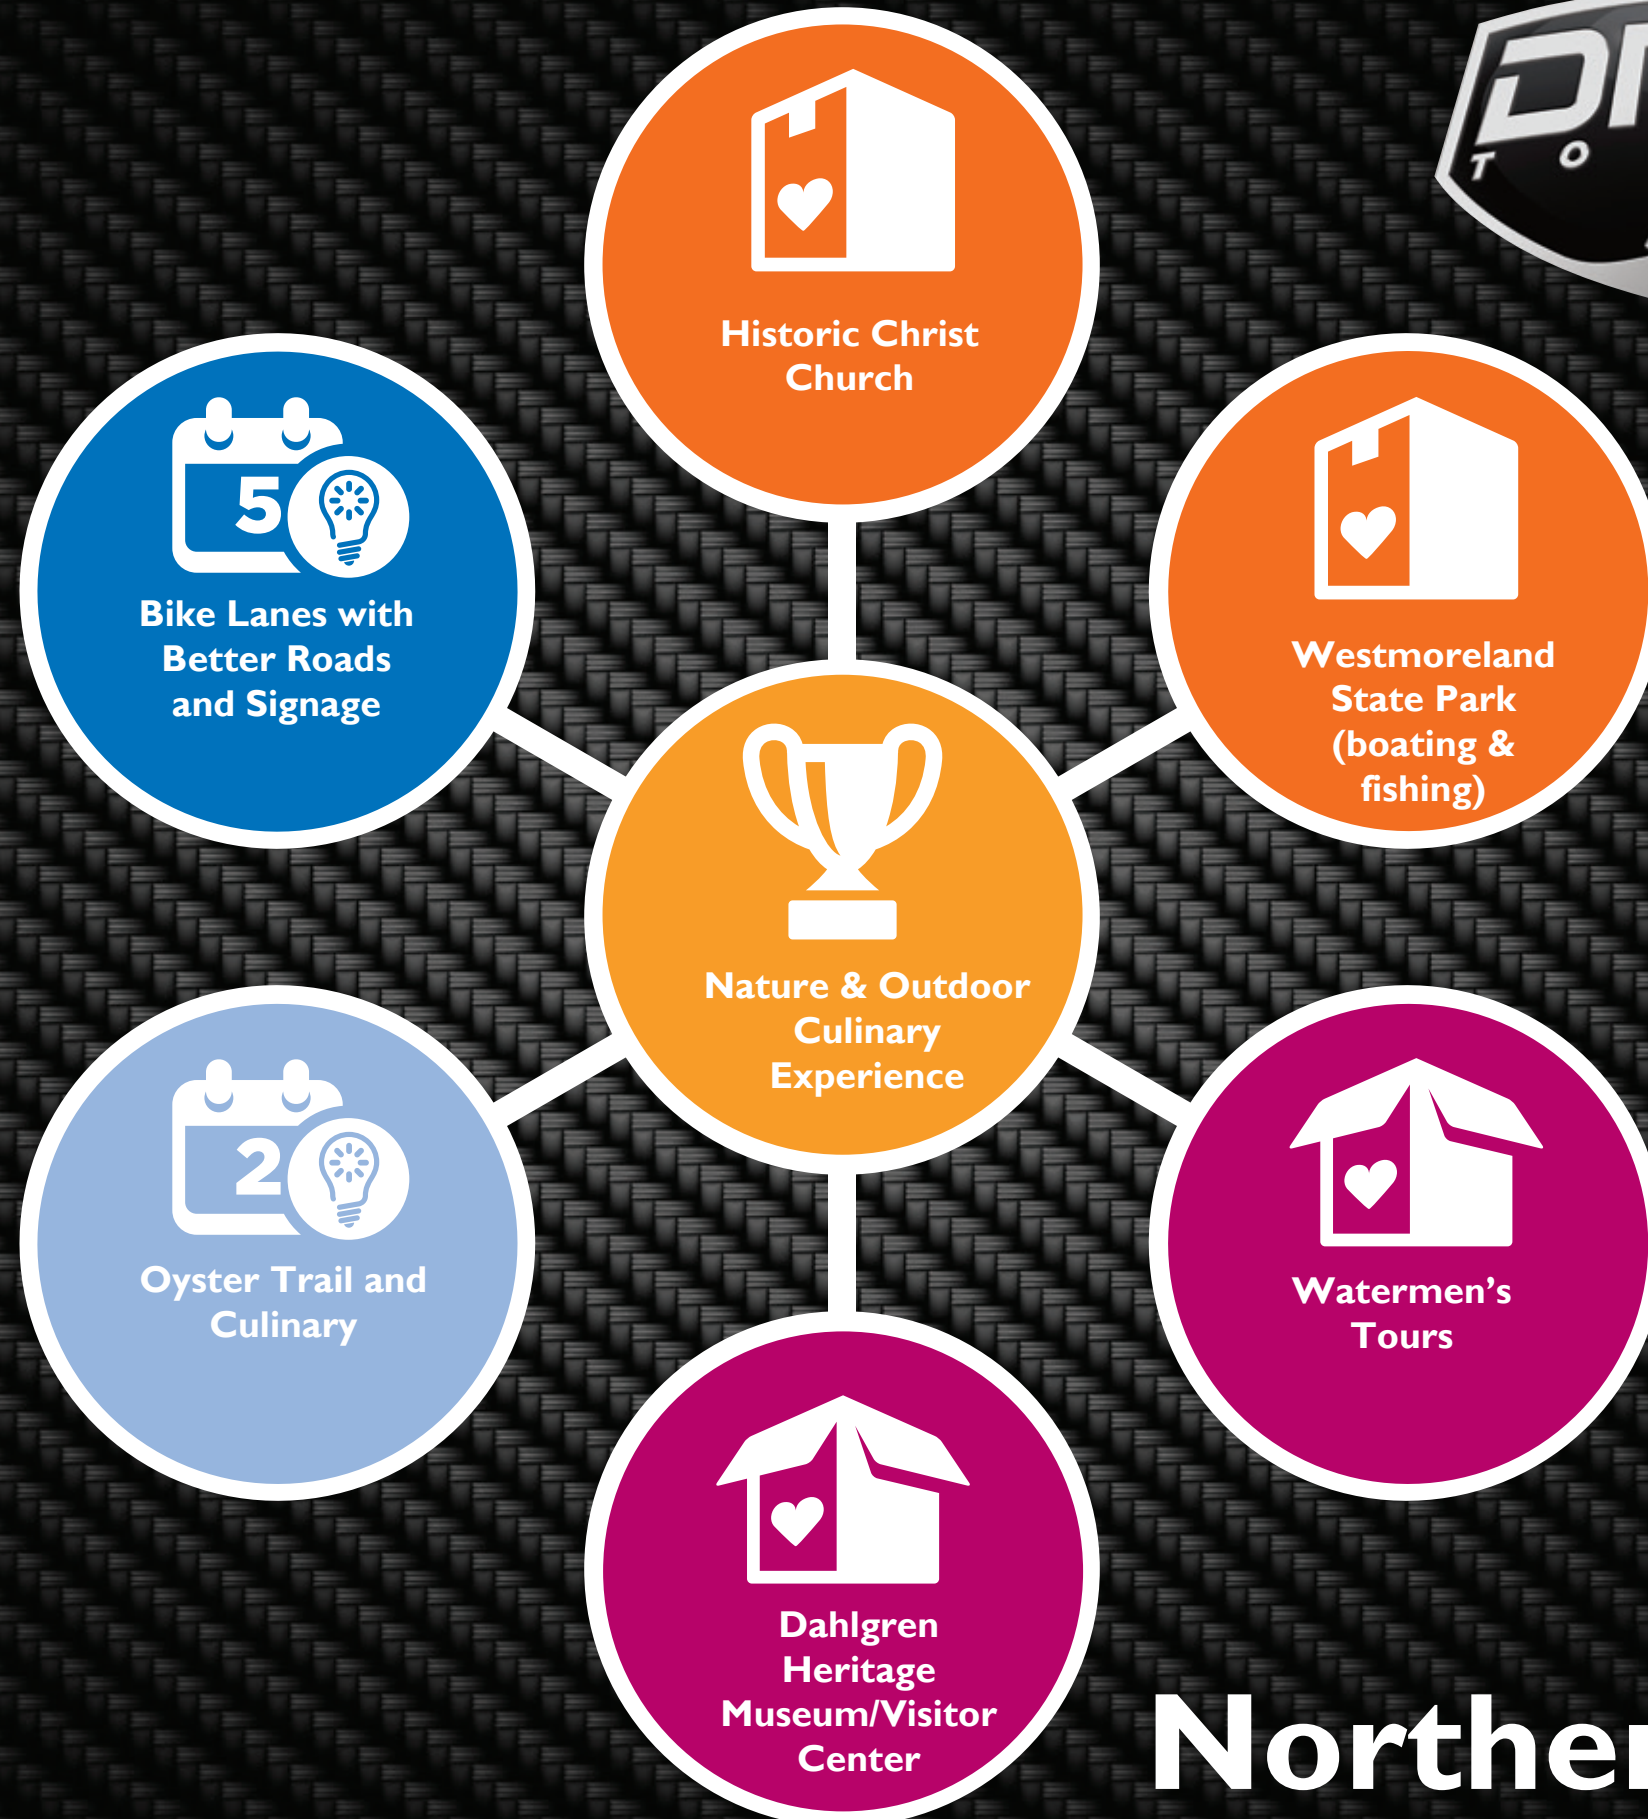 Historic Christ
Church
5
Bike Lanes with
Better Roads
and Signage
Westmoreland
State Park
(boating &
fishing)
Nature & Outdoor
Culinary
Experience
2
Oyster Trail and
Culinary
Watermen's
Tours
Dahlgren
Heritage
Museum/Visitor
Center